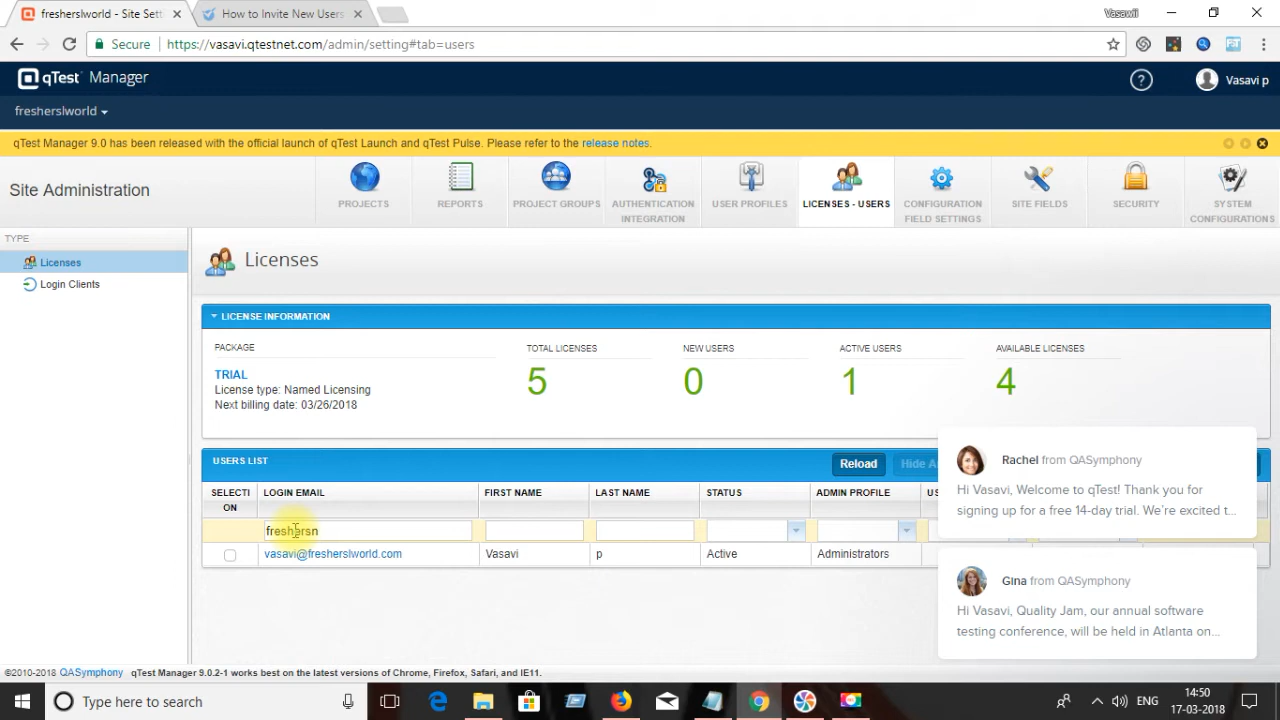 fresherslworld - Site Sett
How to Invite New Users
Vasawii
Secure
https://vasavi.qtestnet.com/admin/setting#tab=users
qTest Manager
Vasavi p
fresherslworld
qTest Manager 9.0 has been released with the official launch of qTest Launch and qTest Pulse. Please refer to the release notes.
Site Administration
PROJECTS
REPORTS
PROJECT GROUPS
AUTHENTICATION INTEGRATION
USER PROFILES
LICENSES - USERS
CONFIGURATION FIELD SETTINGS
SITE FIELDS
SECURITY
SYSTEM CONFIGURATIONS
TYPE
Licenses
Login Clients
Licenses
LICENSE INFORMATION
PACKAGE
TOTAL LICENSES
NEW USERS
ACTIVE USERS
AVAILABLE LICENSES
TRIAL
5
0
1
4
License type: Named Licensing
Next billing date: 03/26/2018
USERS LIST
Reload
Hide A
SELECTI
ON
LOGIN EMAIL
FIRST NAME
LAST NAME
STATUS
ADMIN PROFILE
US
freshersn
vasavi@fresherslworld.com
Vasavi
p
Active
Administrators
Rachel from QASymphony
Hi Vasavi, Welcome to qTest! Thank you for
signing up for a free 14-day trial. We're excited t...
Gina from QASymphony
Hi Vasavi, Quality Jam, our annual software
testing conference, will be held in Atlanta on...
©2010-2018 QASymphony qTest Manager 9.0.2-1 works best on the latest versions of Chrome, Firefox, Safari, and IE11.
Type here to search
ENG
14:50
17-03-2018